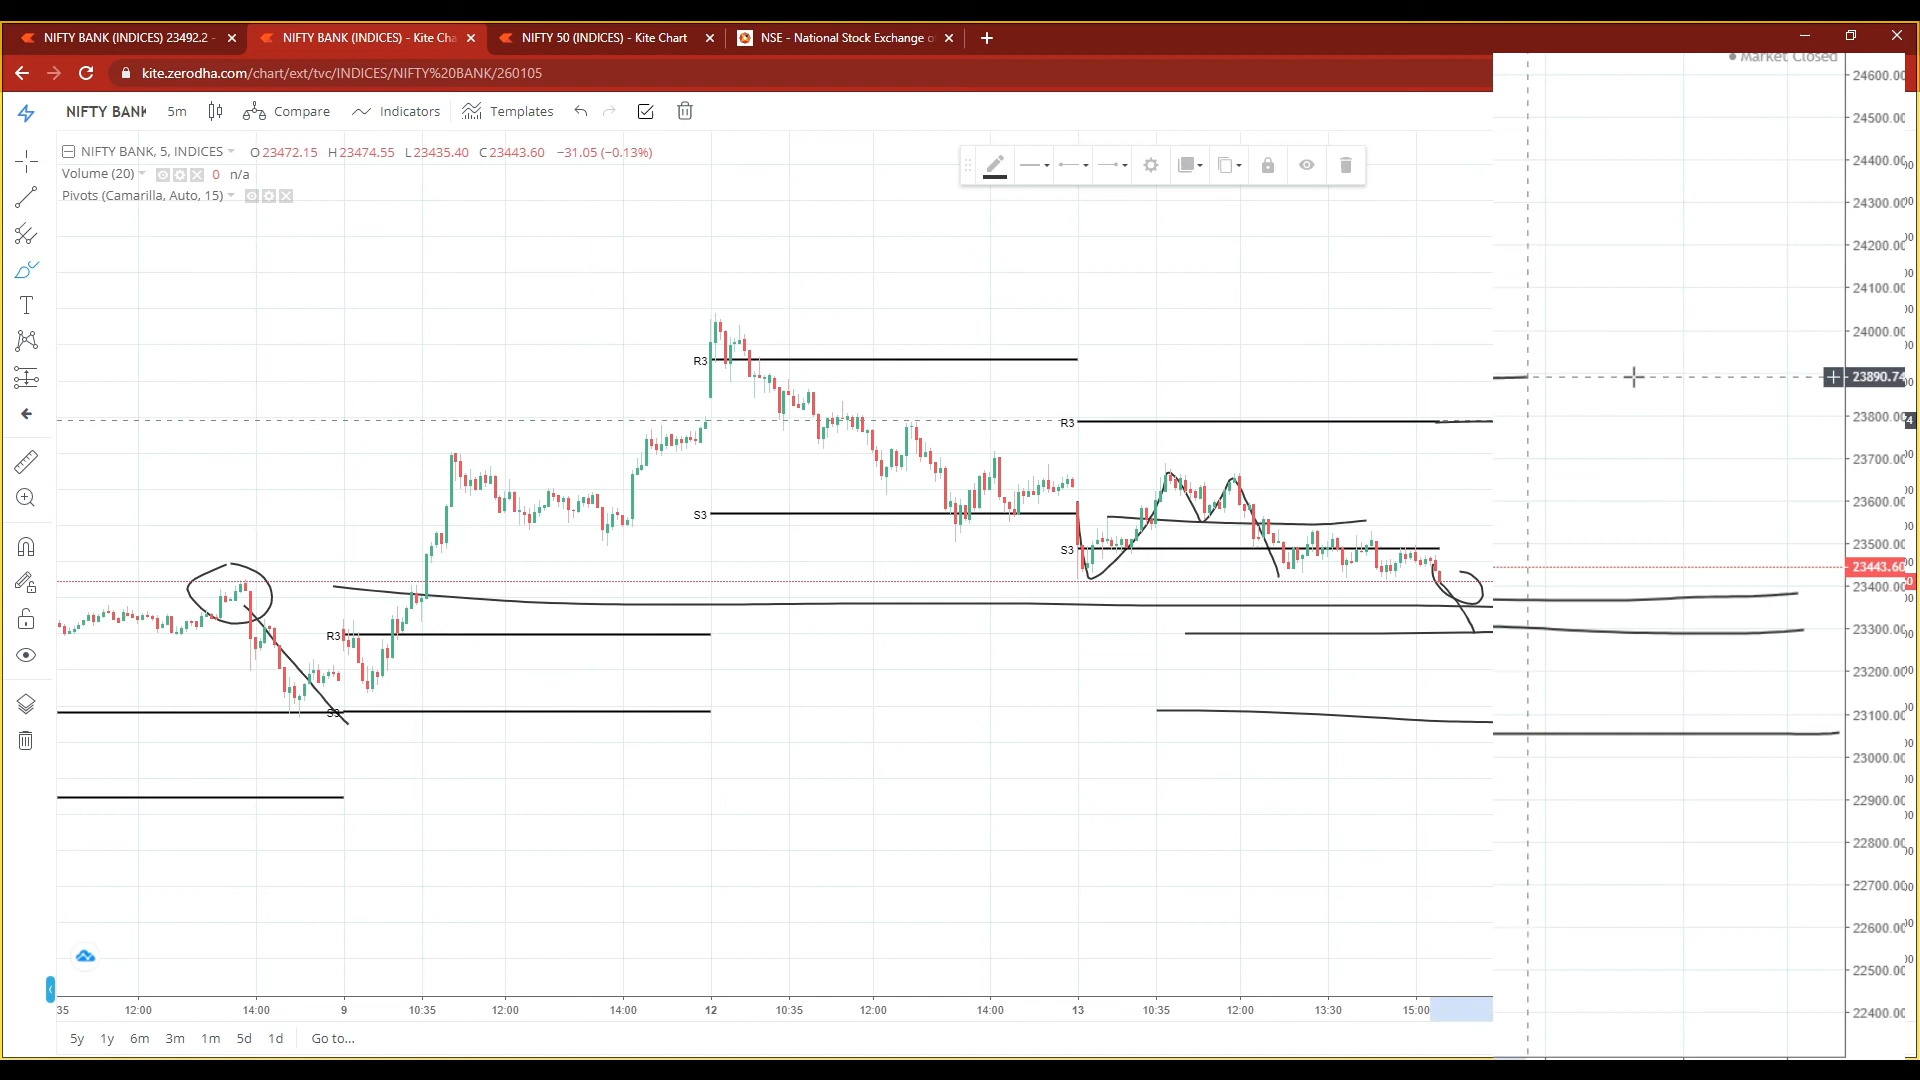 NIFTY BANK (INDICES) 23492.2 -
NIFTY BANK (INDICES) - Kite Cha
NIFTY 50 (INDICES) - Kite Chart
NSE - National Stock Exchange o
kite.zerodha.com/chart/ext/tvc/INDICES/NIFTY%20BANK/260105
Market Closed
NIFTY BANK 5m Compare Indicators Templates
NIFTY BANK, 5, INDICES O23472.15 H23474.55 L23435.40 C23443.60 −31.05 (−0.13%)
Volume (20) 0 n/a
Pivots (Camarilla, Auto, 15)
24600.00
24500.00
24400.00
24300.00
24200.00
24100.00
24000.00
23890.74
23800.00
23700.00
23600.00
23500.00
23443.60
23400.00
23300.00
23200.00
23100.00
23000.00
22900.00
22800.00
22700.00
22600.00
22500.00
22400.00
R3
R3
S3
S3
R3
S3
35 12:00 14:00 9 10:35 12:00 14:00 12 10:35 12:00 14:00 13 10:35 12:00 13:30 15:00
5y 1y 6m 3m 1m 5d 1d Go to...